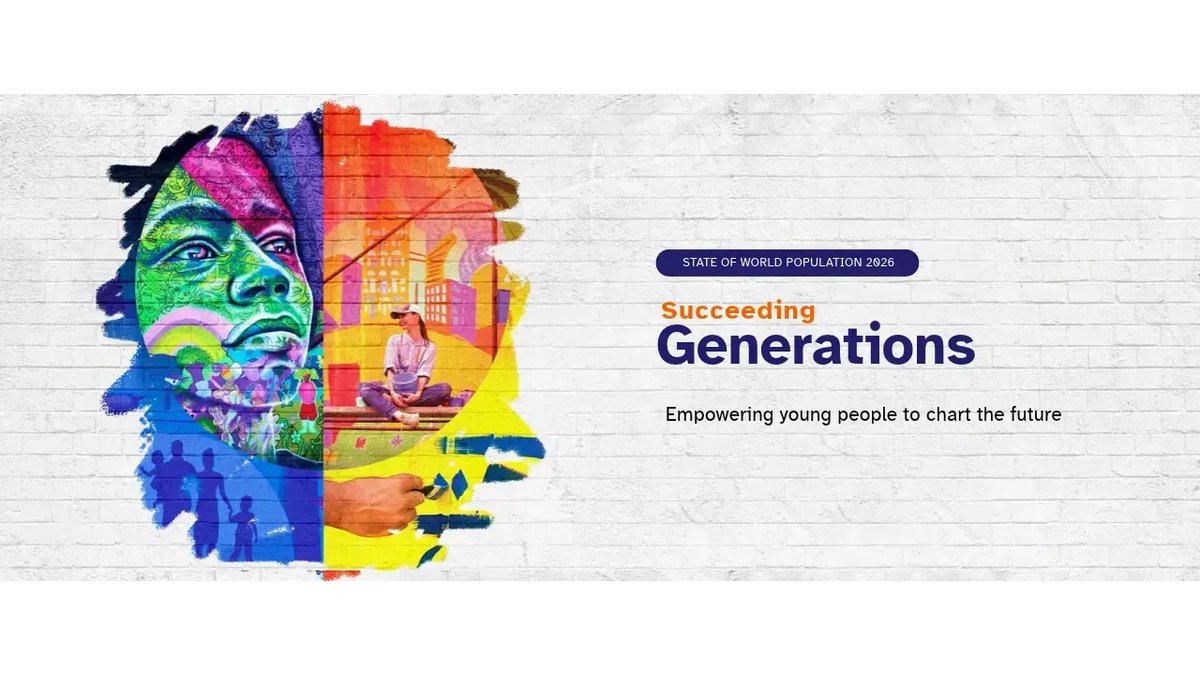 STATE OF WORLD POPULATION 2026
Succeeding
Generations
Empowering young people to chart the future